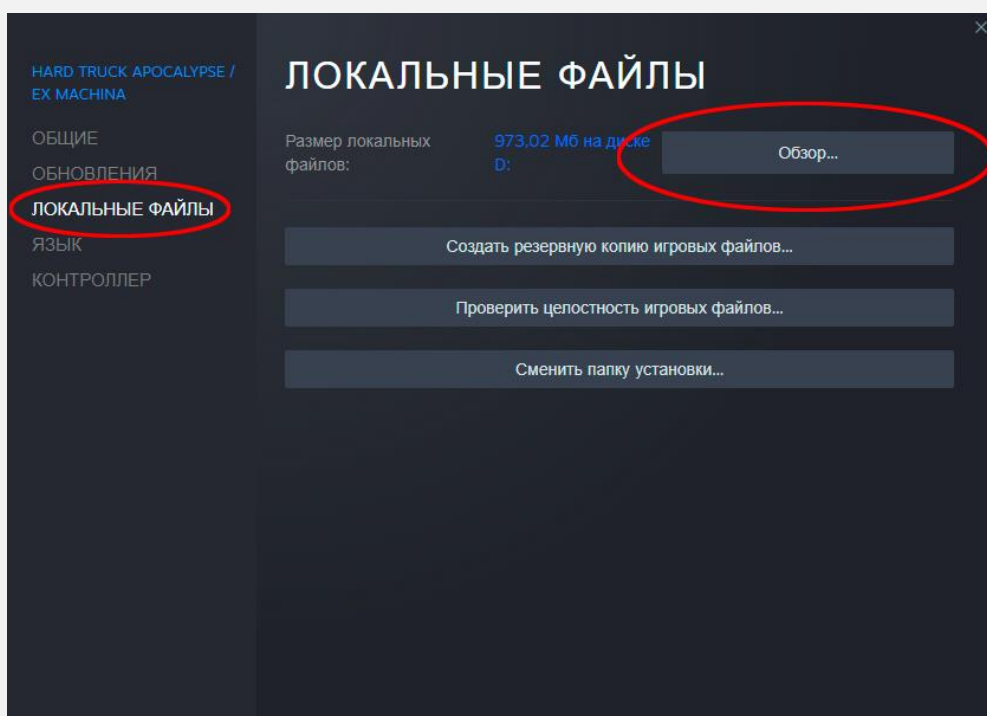 HARD TRUCK APOCALYPSE /
EX MACHINA
ОБЩИЕ
ОБНОВЛЕНИЯ
ЛОКАЛЬНЫЕ ФАЙЛЫ
ЯЗЫК
КОНТРОЛЛЕР
ЛОКАЛЬНЫЕ ФАЙЛЫ
Размер локальных
файлов:
973,02 Мб на диске
D:
Обзор...
Создать резервную копию игровых файлов...
Проверить целостность игровых файлов...
Сменить папку установки...